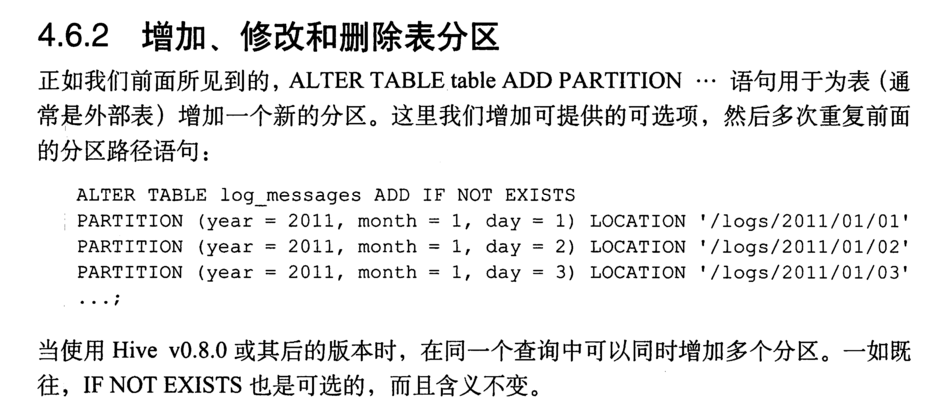 4.6.2 增加、修改和删除表分区
正如我们前面所见到的，ALTER TABLE table ADD PARTITION … 语句用于为表（通
常是外部表）增加一个新的分区。这里我们增加可提供的可选项，然后多次重复前面
的分区路径语句：
ALTER TABLE log_messages ADD IF NOT EXISTS
PARTITION (year = 2011, month = 1, day = 1) LOCATION '/logs/2011/01/01'
PARTITION (year = 2011, month = 1, day = 2) LOCATION '/logs/2011/01/02'
PARTITION (year = 2011, month = 1, day = 3) LOCATION '/logs/2011/01/03'
...;
当使用 Hive v0.8.0 或其后的版本时，在同一个查询中可以同时增加多个分区。一如既
往，IF NOT EXISTS 也是可选的，而且含义不变。